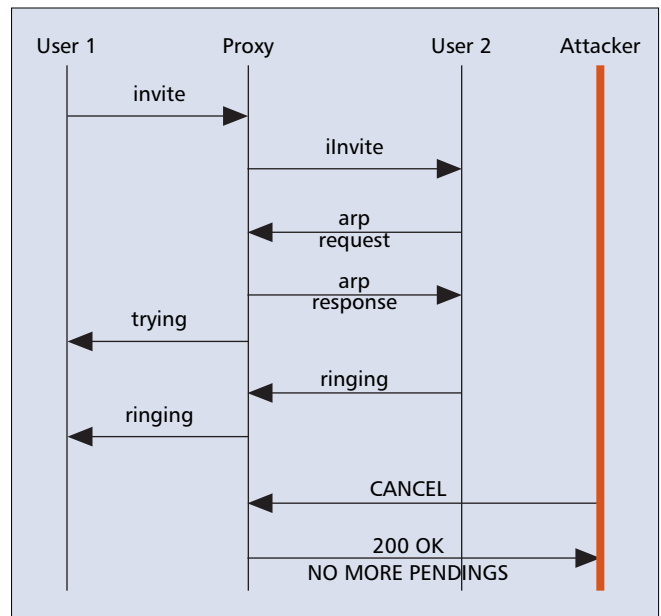 User 1 Proxy User 2 Attacker
invite
iInvite
arp
request
arp
response
trying
ringing
ringing
CANCEL
200 OK
NO MORE PENDINGS